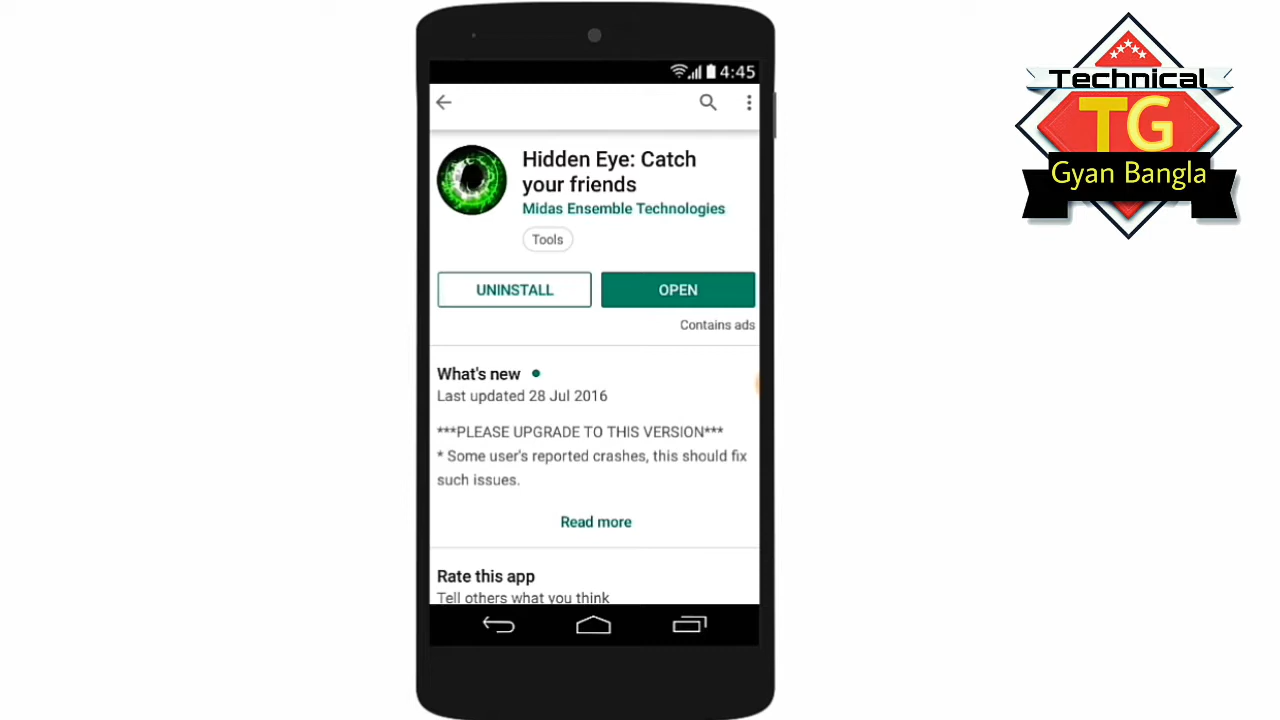 4:45
Hidden Eye: Catch
your friends
Midas Ensemble Technologies
Tools
UNINSTALL
OPEN
Contains ads
What's new
Last updated 28 Jul 2016
***PLEASE UPGRADE TO THIS VERSION***
* Some user's reported crashes, this should fix
such issues.
Read more
Rate this app
Tell others what you think
Technical
TG
Gyan Bangla